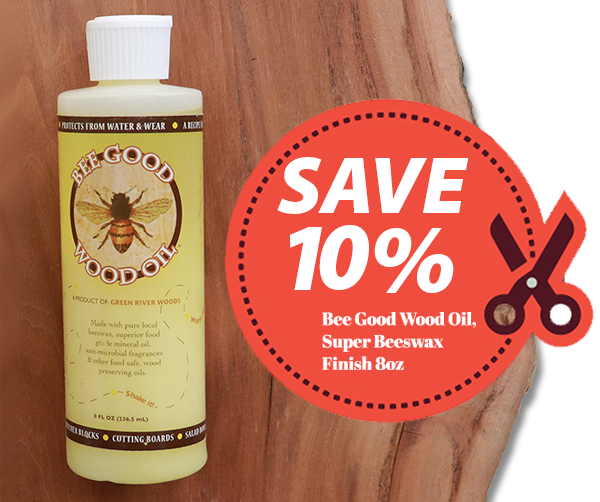 PROTECTS FROM WATER & WEAR • A RECIPE
BEE GOOD
WOOD OIL
A PRODUCT OF GREEN RIVER WOODS
Made with pure local
beeswax, superior food
grade mineral oil,
anti-microbial fragrances
& other food safe, wood
preserving oils.
Shake it!
8 FL OZ (236.5 mL)
BLOCKS • CUTTING BOARDS • SALAD
SAVE
10%
Bee Good Wood Oil,
Super Beeswax
Finish 8oz